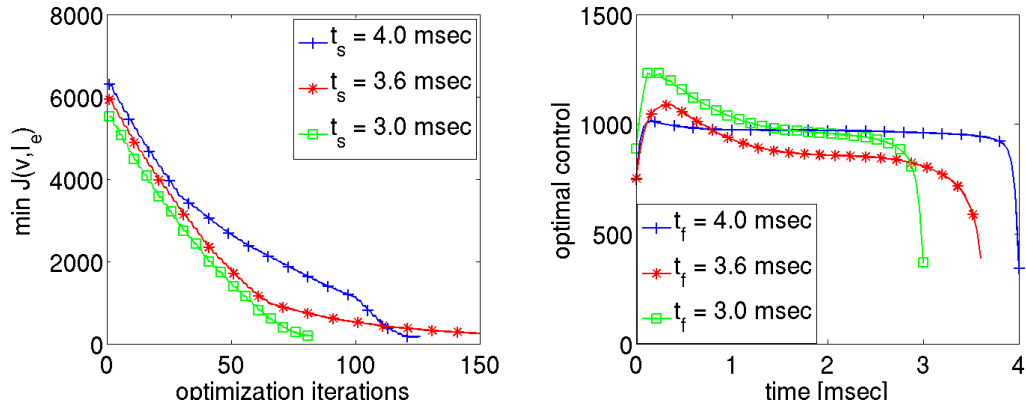 8000
6000
4000
2000
0
0
50
100
150
min J(v,I_e)
optimization iterations
t_s = 4.0 msec
t_s = 3.6 msec
t_s = 3.0 msec
1500
1000
500
0
0
1
2
3
4
optimal control
time [msec]
t_f = 4.0 msec
t_f = 3.6 msec
t_f = 3.0 msec